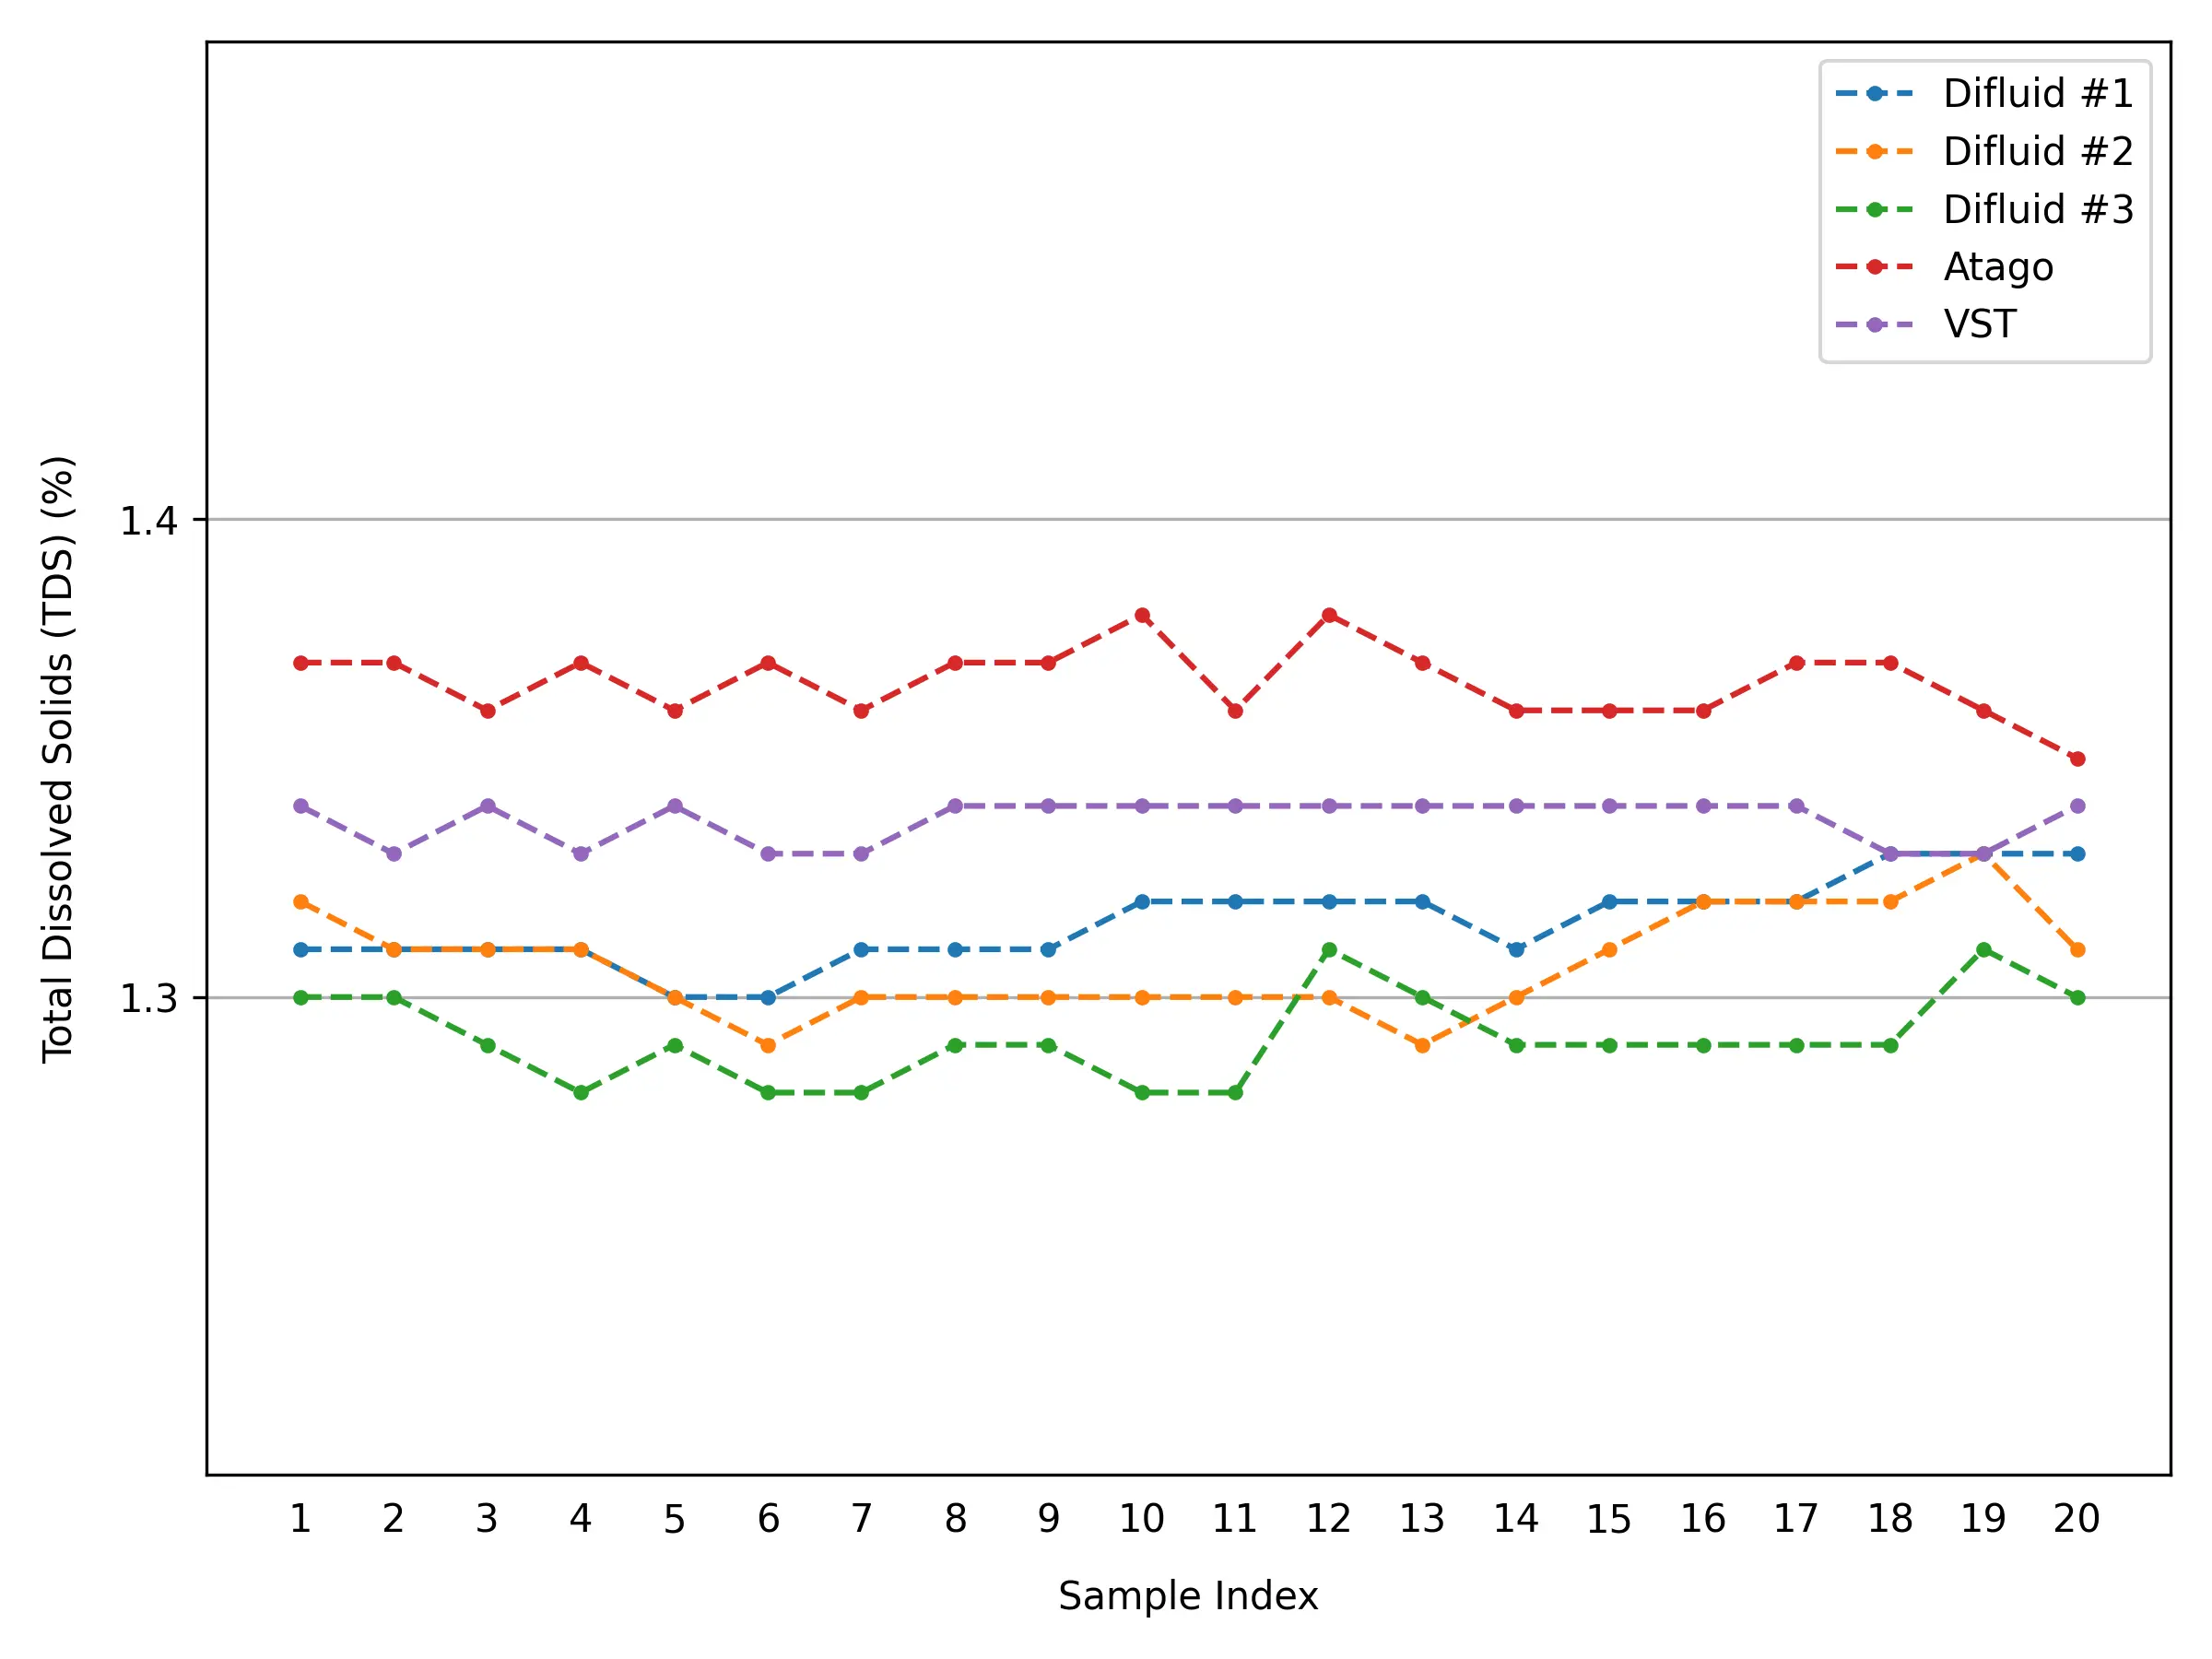 Difluid #1
Difluid #2
Difluid #3
Atago
VST
Total Dissolved Solids (TDS) (%)
1.4
1.3
1 2 3 4 5 6 7 8 9 10 11 12 13 14 15 16 17 18 19 20
Sample Index